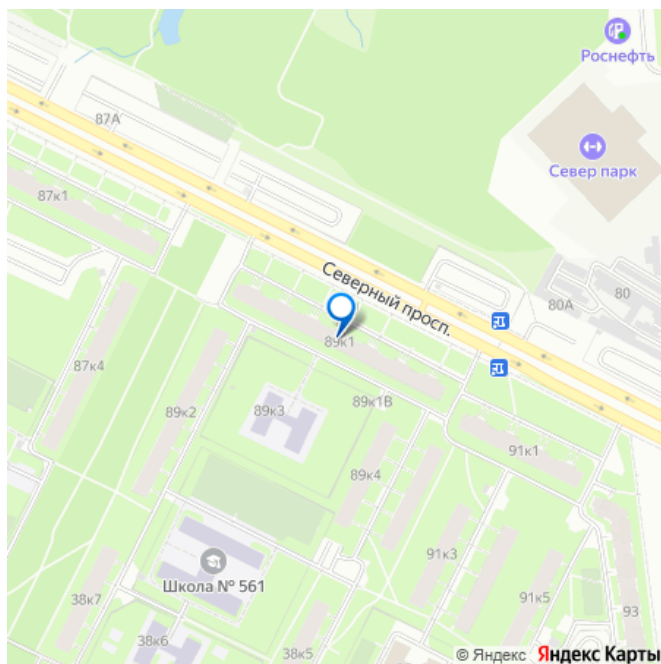 Роснефть
87А
Север парк
87к1
Северный просп.
80
80А
89к1
87к4
89к3
89к1В
89к2
91к1
89к4
91к3
Школа № 561
38к7
91к5
93
38к6
38к5
© Яндекс Яндекс Карты